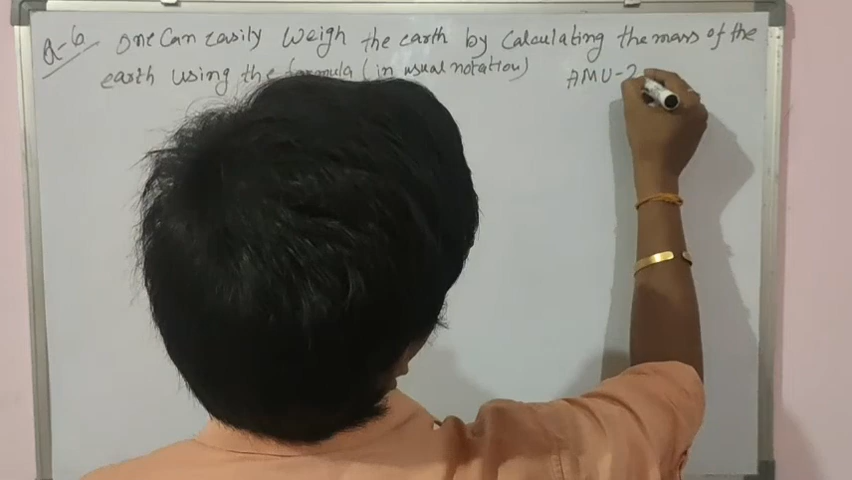 Q-6 One Can easily Weigh the earth by Calculating the mass of the
earth using the formula (in usual notation) AMU-2